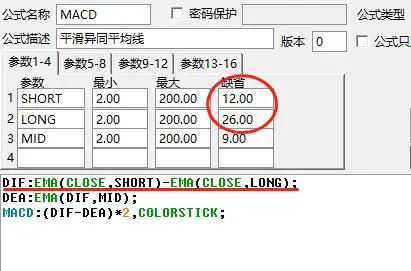 公式名称 MACD 密码保护 公式类型
公式描述 平滑异同平均线 版本 0 公式只
参数1-4 参数5-8 参数9-12 参数13-16
参数 最小 最大 缺省
1 SHORT 2.00 200.00 12.00
2 LONG 2.00 200.00 26.00
3 MID 2.00 200.00 9.00
4
DIF:EMA(CLOSE,SHORT)-EMA(CLOSE,LONG);
DEA:EMA(DIF,MID);
MACD:(DIF-DEA)*2,COLORSTICK;